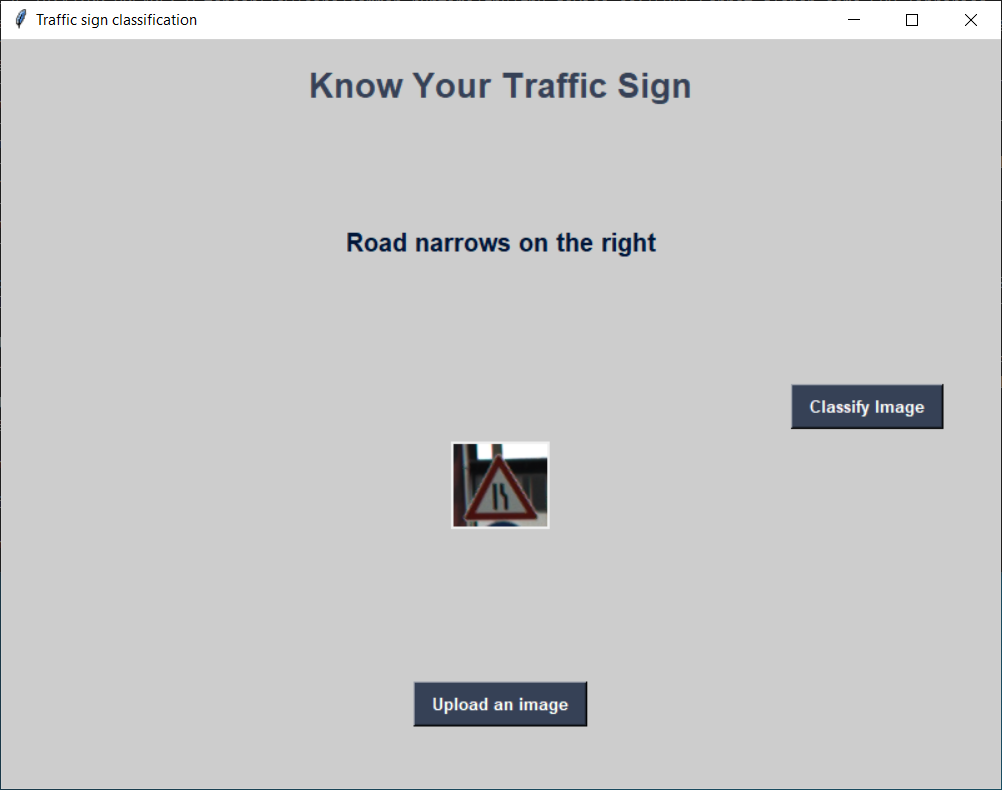 Traffic sign classification
Know Your Traffic Sign
Road narrows on the right
Classify Image
Upload an image